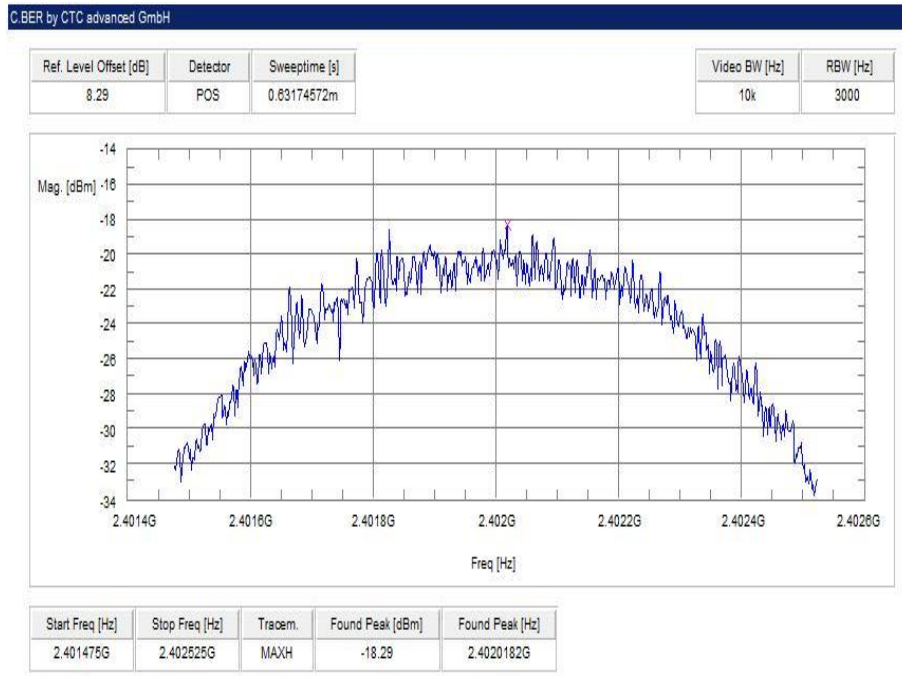 C.BER by CTC advanced GmbH
Ref. Level Offset [dB] Detector Sweeptime [s] Video BW [Hz] RBW [Hz]
8.29 POS 0.63174572m 10k 3000
-14
Mag. [dBm] -16
-18
-20
-22
-24
-26
-28
-30
-32
-34
2.4014G 2.4016G 2.4018G 2.402G 2.4022G 2.4024G 2.4026G
Freq [Hz]
Start Freq [Hz] Stop Freq [Hz] Tracem. Found Peak [dBm] Found Peak [Hz]
2.401475G 2.402525G MAXH -18.29 2.4020182G